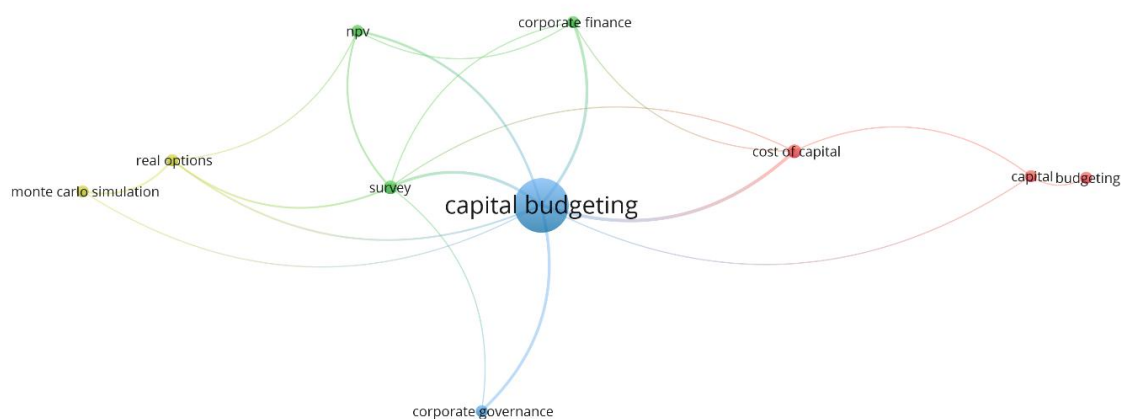 corporate finance
npv
cost of capital
real options
capital
budgeting
survey
monte carlo simulation
capital budgeting
corporate governance